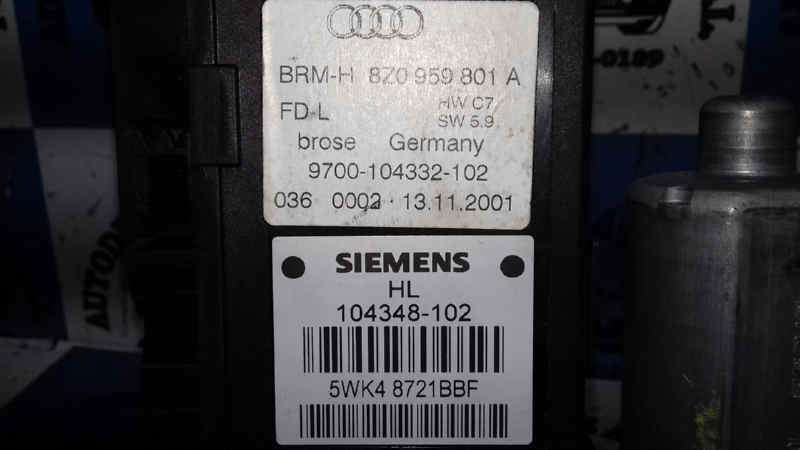 BRM-H 8Z0 959 801 A
FD-L HW C7
SW 5.9
brose Germany
9700-104332-102
036 0002 · 13.11.2001
SIEMENS
HL
104348-102
5WK4 8721BBF